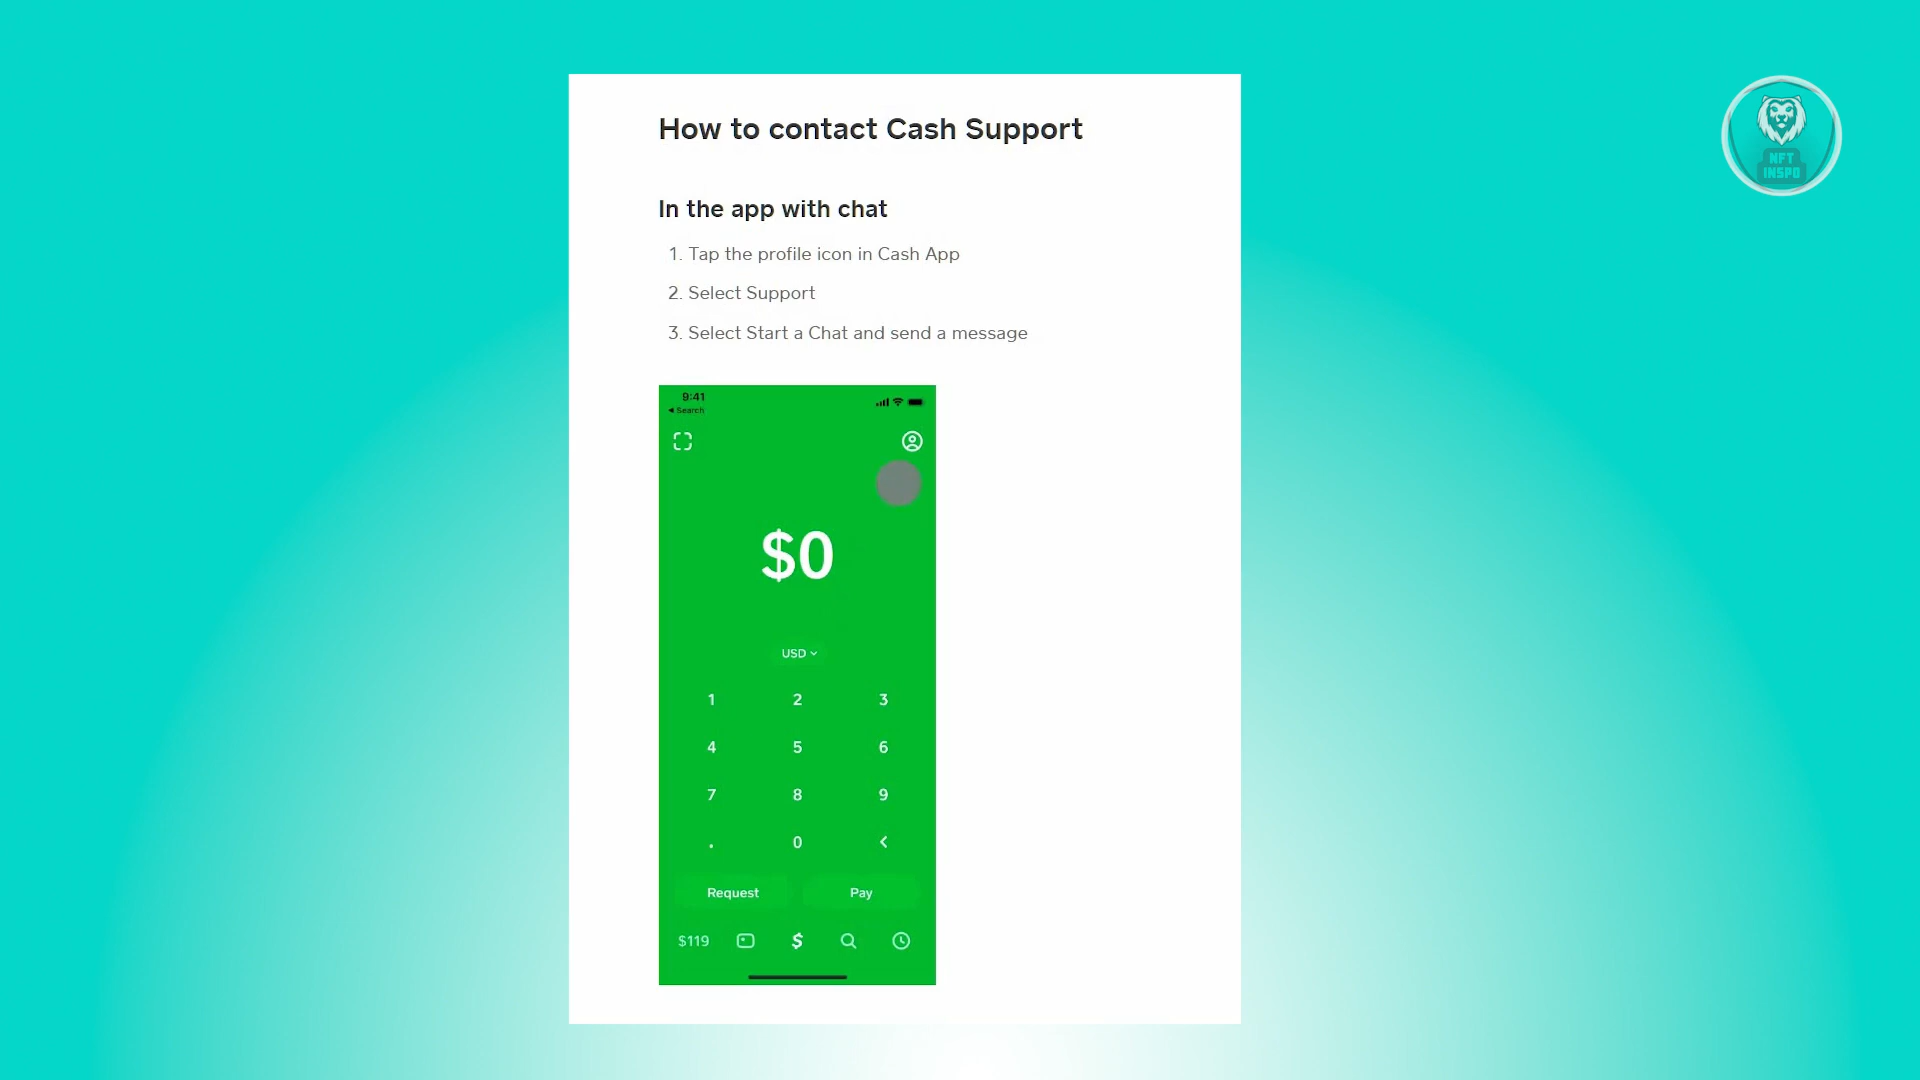 How to contact Cash Support
NFT
INSPO
In the app with chat
1. Tap the profile icon in Cash App
2. Select Support
3. Select Start a Chat and send a message
9:41
Search
$0
USD
1 2 3
4 5 6
7 8 9
. 0 <
Request Pay
$119 $